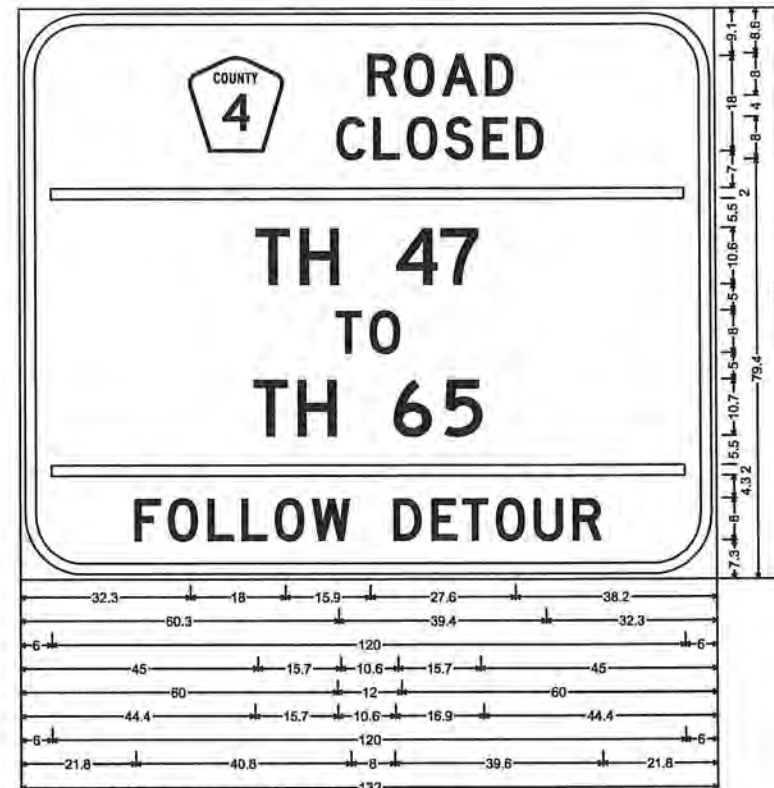 COUNTY
4
ROAD
CLOSED
TH 47
TO
TH 65
FOLLOW DETOUR
9.1 18 7 2 5.5 10.6 5 8 5 10.7 5.5 2 4.3 8 7.3
8.6 8 4 8 79.4
32.3 18 15.9 27.6 38.2
60.3 39.4 32.3
6 120 6
45 15.7 10.6 15.7 45
60 12 60
44.4 15.7 10.6 16.9 44.4
6 120 6
21.8 40.8 8 39.6 21.8
132